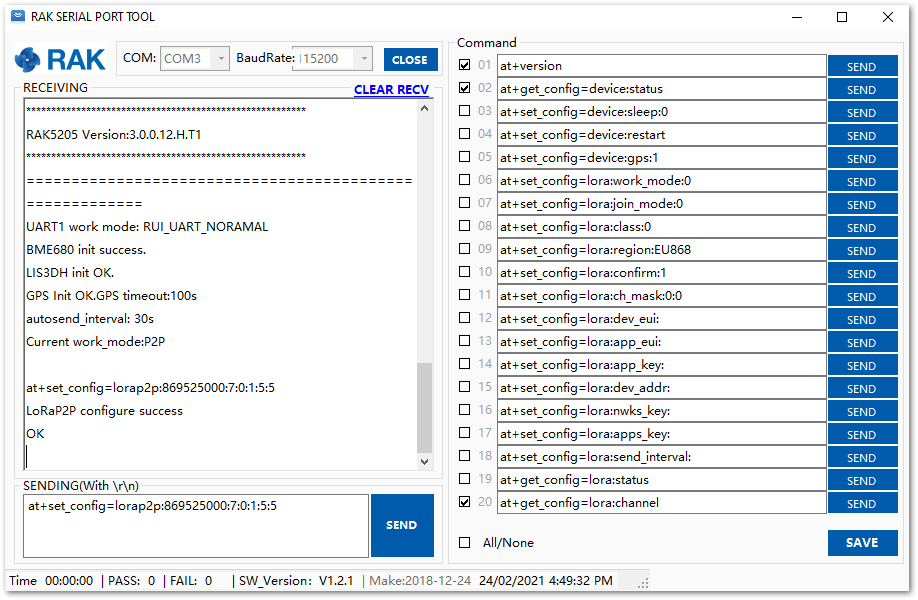 RAK SERIAL PORT TOOL
RAK
COM: COM3 BaudRate: 115200 CLOSE
RECEIVING CLEAR RECV
********************************************************
RAK5205 Version:3.0.0.12.H.T1
********************************************************
===========================================
=============
UART1 work mode: RUI_UART_NORAMAL
BME680 init success.
LIS3DH init OK.
GPS Init OK.GPS timeout:100s
autosend_interval: 30s
Current work_mode:P2P
at+set_config=lorap2p:869525000:7:0:1:5:5
LoRaP2P configure success
OK
SENDING(With \r\n)
at+set_config=lorap2p:869525000:7:0:1:5:5
SEND
Command
01 at+version SEND
02 at+get_config=device:status SEND
03 at+set_config=device:sleep:0 SEND
04 at+set_config=device:restart SEND
05 at+set_config=device:gps:1 SEND
06 at+set_config=lora:work_mode:0 SEND
07 at+set_config=lora:join_mode:0 SEND
08 at+set_config=lora:class:0 SEND
09 at+set_config=lora:region:EU868 SEND
10 at+set_config=lora:confirm:1 SEND
11 at+set_config=lora:ch_mask:0:0 SEND
12 at+set_config=lora:dev_eui: SEND
13 at+set_config=lora:app_eui: SEND
14 at+set_config=lora:app_key: SEND
15 at+set_config=lora:dev_addr: SEND
16 at+set_config=lora:nwks_key: SEND
17 at+set_config=lora:apps_key: SEND
18 at+set_config=lora:send_interval: SEND
19 at+get_config=lora:status SEND
20 at+get_config=lora:channel SEND
All/None SAVE
Time 00:00:00 | PASS: 0 | FAIL: 0 | SW_Version: V1.2.1 | Make:2018-12-24 24/02/2021 4:49:32 PM